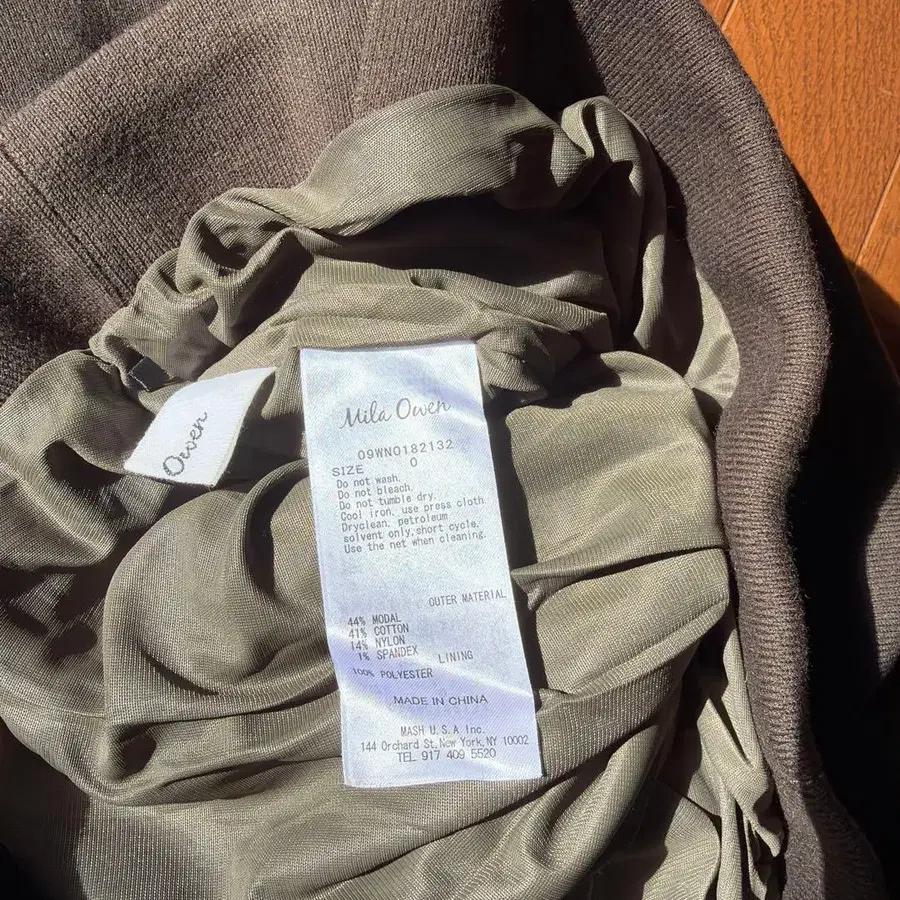 Owen
Mila Owen
09WNO182132
SIZE 0
Do not wash.
Do not bleach.
Do not tumble dry.
Cool iron, use press cloth
Dryclean, petroleum
solvent only,short cycle.
Use the net when cleaning.
OUTER MATERIAL
44% MODAL
41% COTTON
14% NYLON
1% SPANDEX
LINING
100% POLYESTER
MADE IN CHINA
MASH U.S.A Inc.
144 Orchard St,New York,NY 10002
TEL 917 409 5520